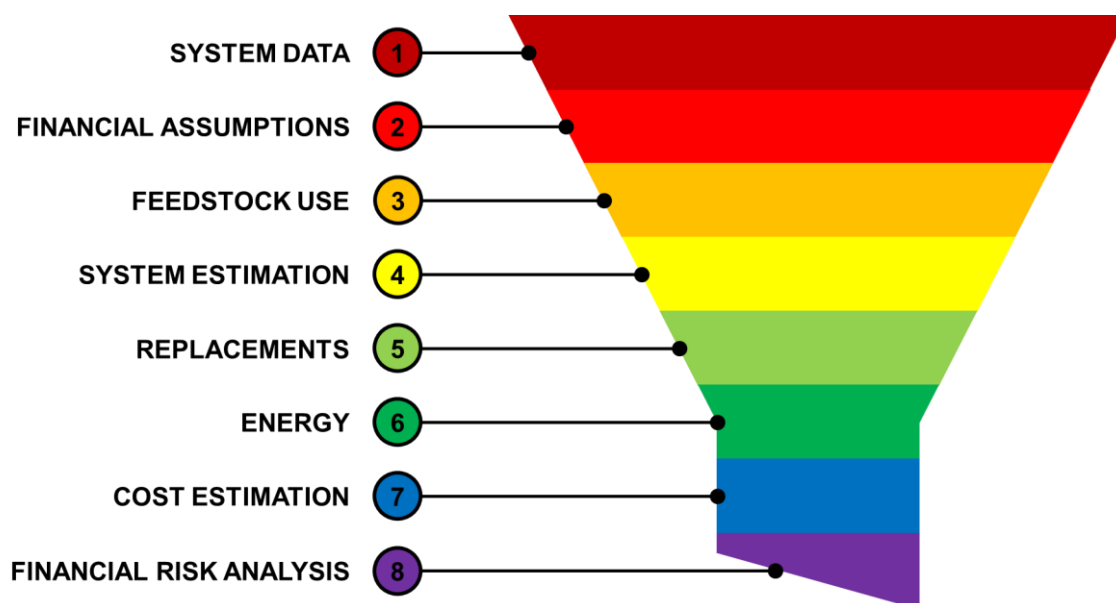 SYSTEM DATA 1
FINANCIAL ASSUMPTIONS 2
FEEDSTOCK USE 3
SYSTEM ESTIMATION 4
REPLACEMENTS 5
ENERGY 6
COST ESTIMATION 7
FINANCIAL RISK ANALYSIS 8